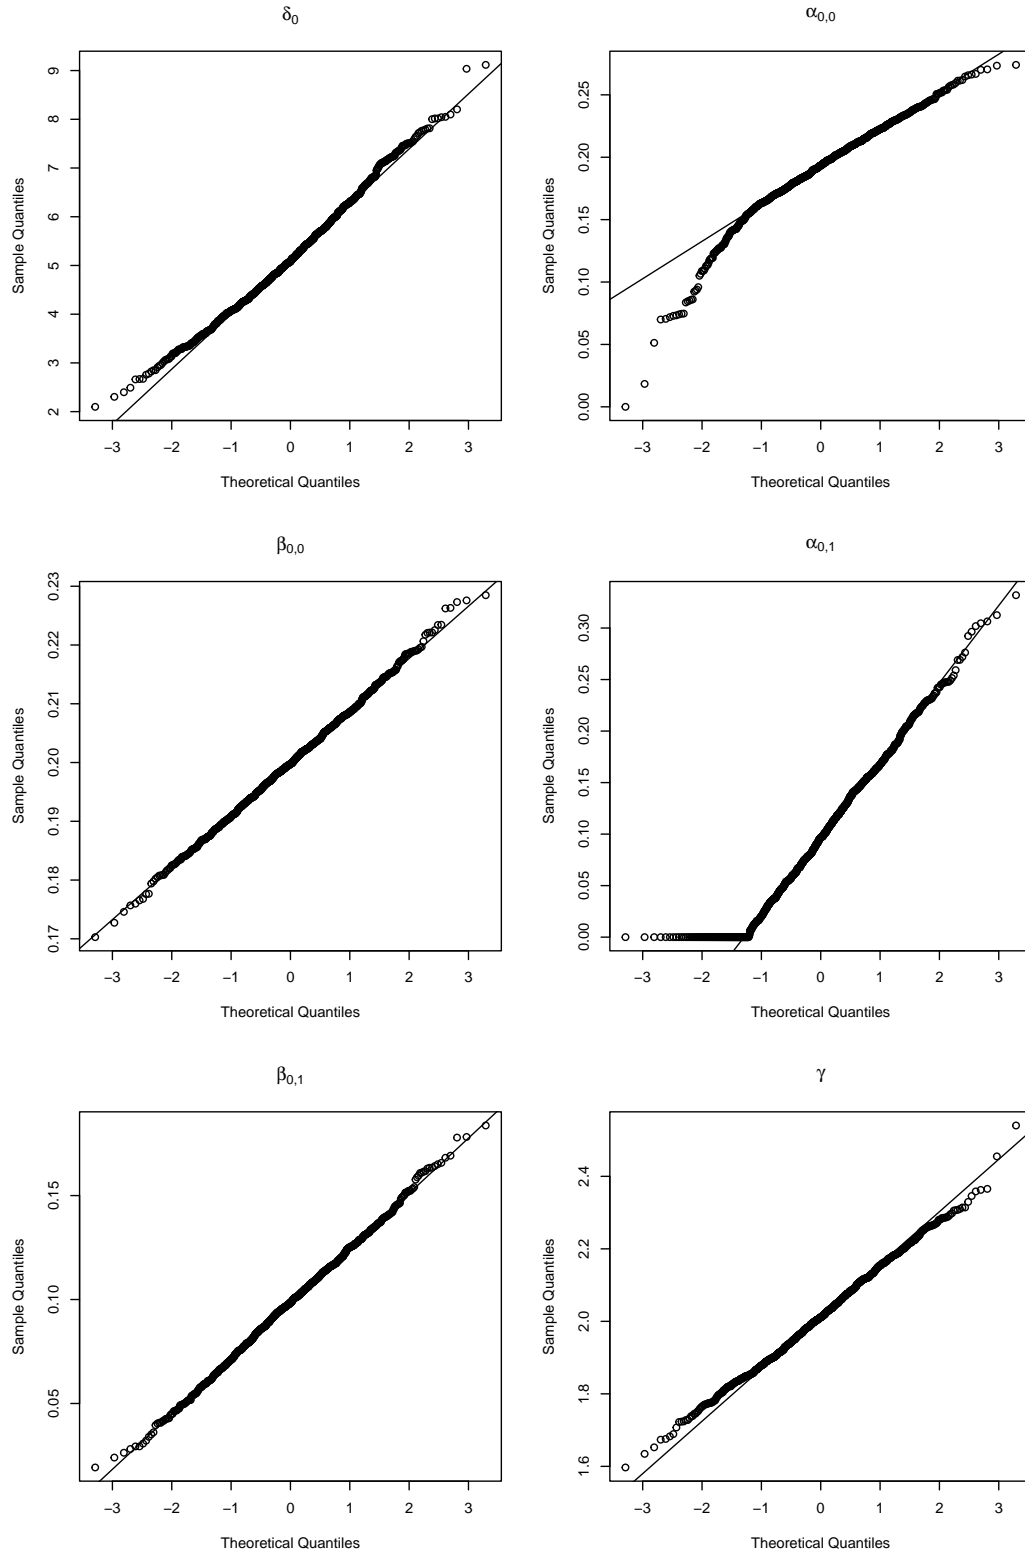 δ0
Sample Quantiles
9
8
7
6
5
4
3
2
−3 −2 −1 0 1 2 3
Theoretical Quantiles
α0,0
Sample Quantiles
0.25
0.20
0.15
0.10
0.05
0.00
−3 −2 −1 0 1 2 3
Theoretical Quantiles
β0,0
Sample Quantiles
0.23
0.22
0.21
0.20
0.19
0.18
0.17
−3 −2 −1 0 1 2 3
Theoretical Quantiles
α0,1
Sample Quantiles
0.30
0.25
0.20
0.15
0.10
0.05
0.00
−3 −2 −1 0 1 2 3
Theoretical Quantiles
β0,1
Sample Quantiles
0.15
0.10
0.05
−3 −2 −1 0 1 2 3
Theoretical Quantiles
γ
Sample Quantiles
2.4
2.2
2.0
1.8
1.6
−3 −2 −1 0 1 2 3
Theoretical Quantiles